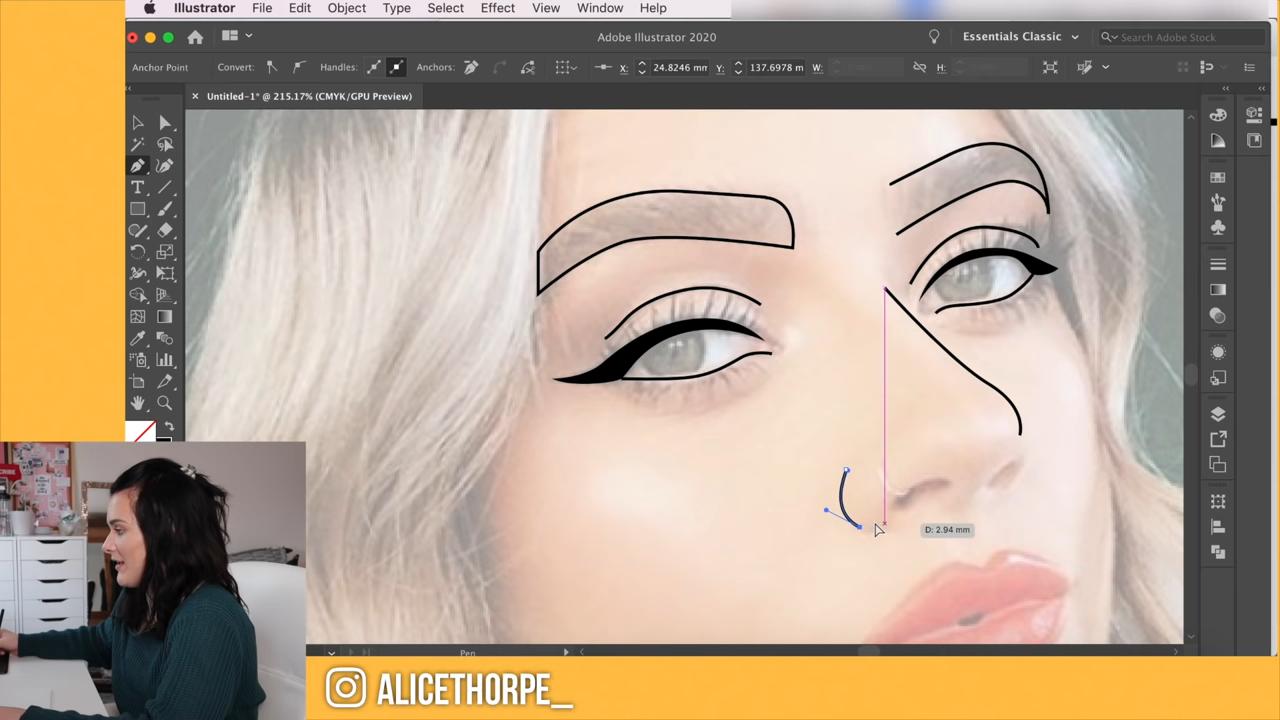 Illustrator File Edit Object Type Select Effect View Window Help
Adobe Illustrator 2020
Essentials Classic
Search Adobe Stock
Anchor Point Convert: Handles: Anchors: X: 24.8246 mm Y: 137.6978 m W: H:
× Untitled-1* @ 215.17% (CMYK/GPU Preview)
D: 2.94 mm
Pen
ALICETHORPE_